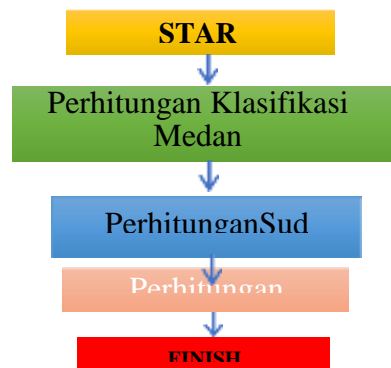 STAR
Perhitungan Klasifikasi
Medan
PerhitunganSud
Perhitungan
FINISH